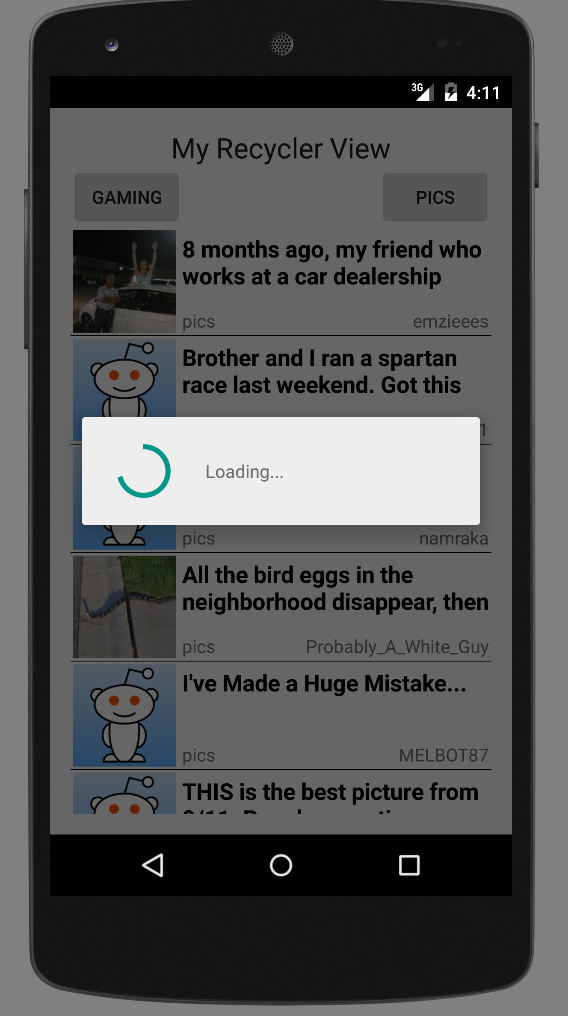 3G 4:11
My Recycler View
GAMING PICS
8 months ago, my friend who
works at a car dealership
pics emzieees
Brother and I ran a spartan
race last weekend. Got this
1
Loading...
pics namraka
All the bird eggs in the
neighborhood disappear, then
pics Probably_A_White_Guy
I've Made a Huge Mistake...
pics MELBOT87
THIS is the best picture from